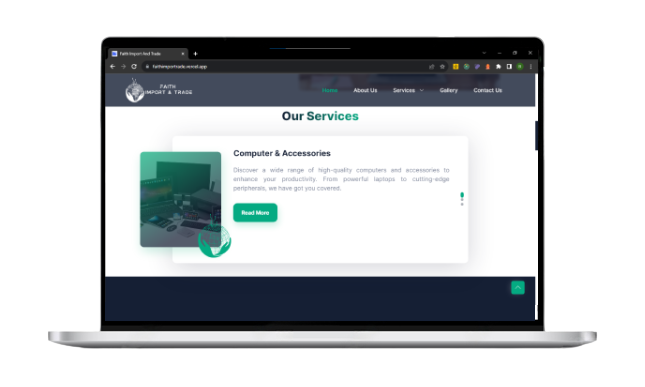 Faith Import And Trade
faithimportrade.vercel.app
FAITH
IMPORT & TRADE
Home
About Us
Services
Gallery
Contact Us
Our Services
Computer & Accessories
Discover a wide range of high-quality computers and accessories to
enhance your productivity. From powerful laptops to cutting-edge
peripherals, we have got you covered.
Read More